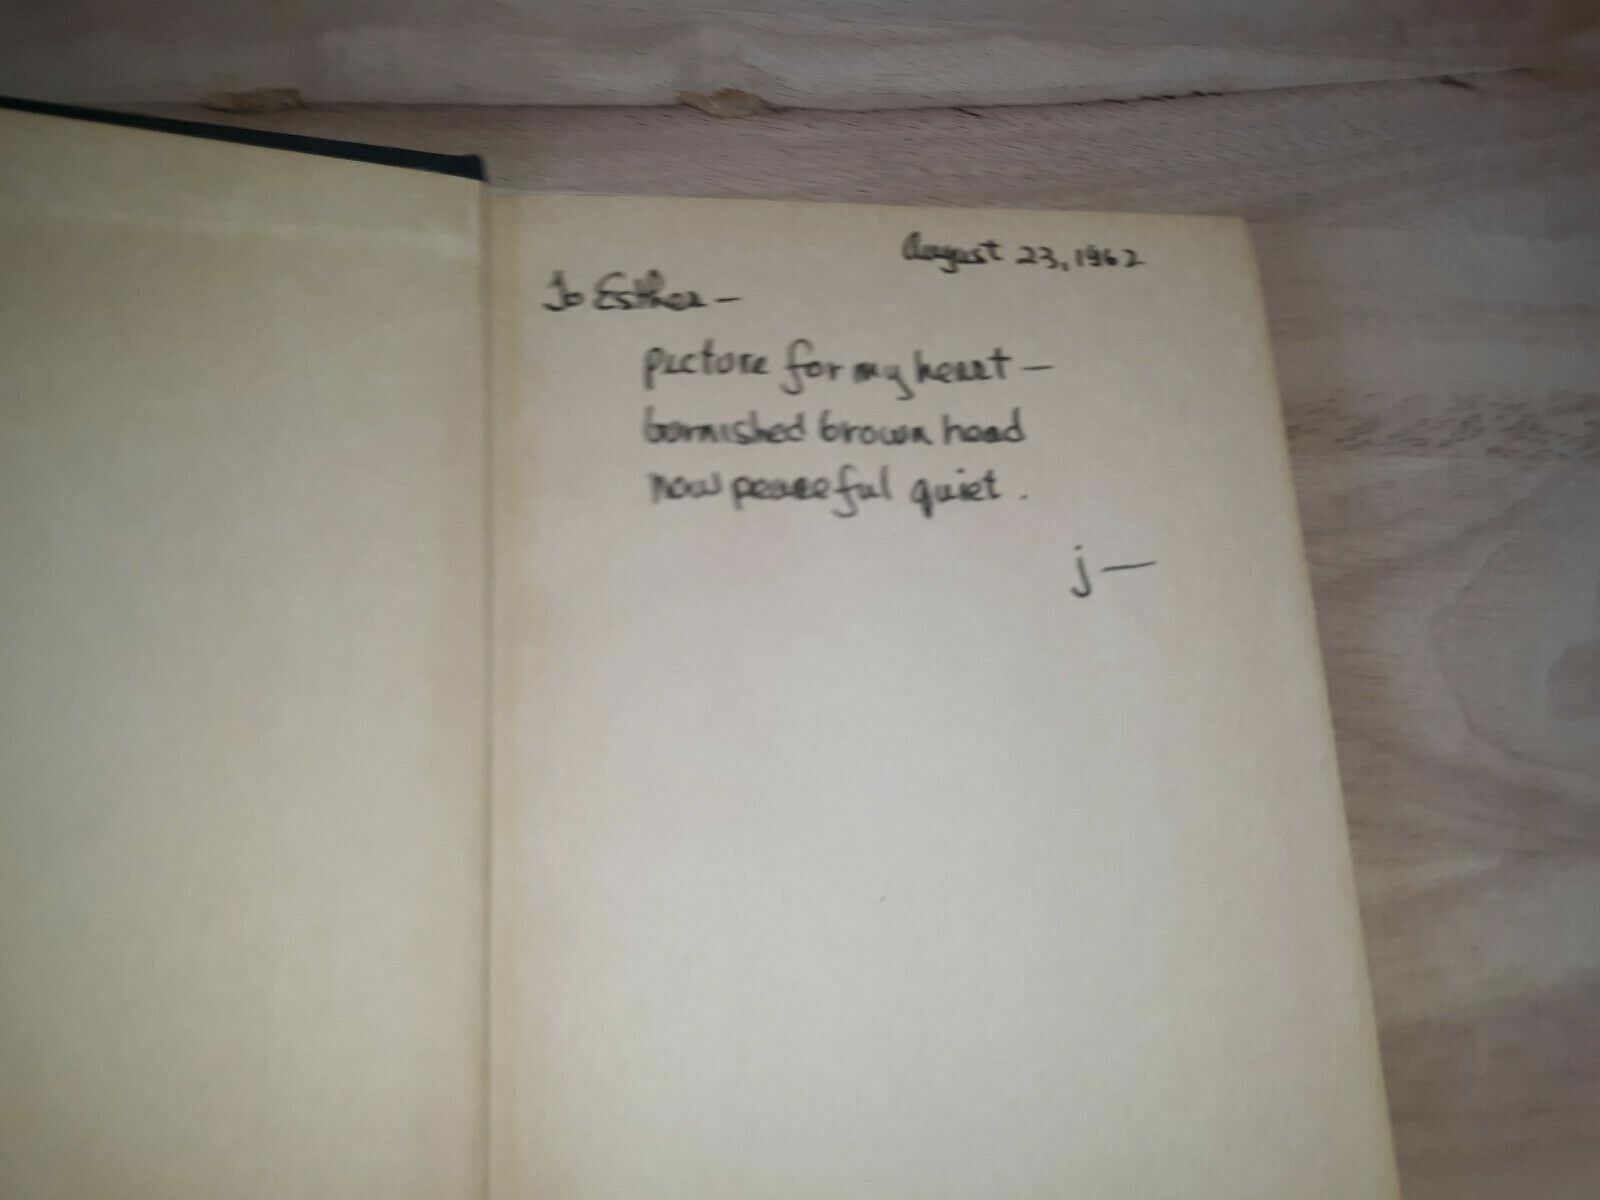 August 23, 1962
To Esther —
picture for my heart —
burnished brown head
now peaceful quiet.
j —